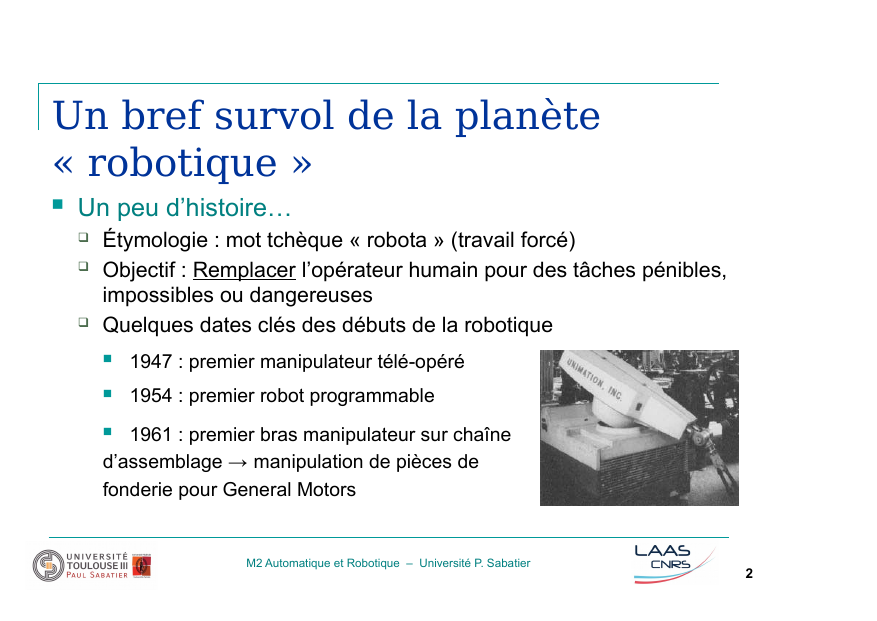 Un bref survol de la planète
« robotique »
Un peu d’histoire…
Étymologie : mot tchèque « robota » (travail forcé)
Objectif : Remplacer l’opérateur humain pour des tâches pénibles,
impossibles ou dangereuses
Quelques dates clés des débuts de la robotique
1947 : premier manipulateur télé-opéré
1954 : premier robot programmable
1961 : premier bras manipulateur sur chaîne
d’assemblage → manipulation de pièces de
fonderie pour General Motors
UNIMATION, INC.
UNIVERSITÉ
TOULOUSE III
PAUL SABATIER
M2 Automatique et Robotique – Université P. Sabatier
LAAS
CNRS
2